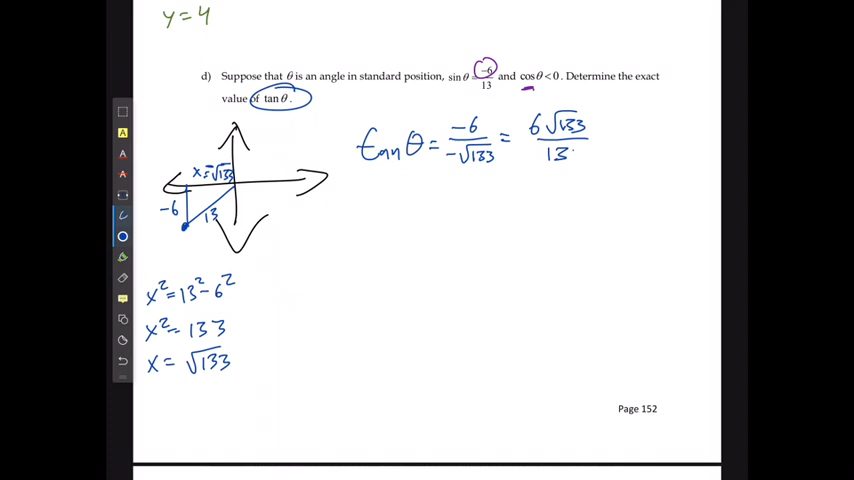 y = 4
d) Suppose that θ is an angle in standard position, sin θ = -6/13 and cos θ < 0. Determine the exact
value of tan θ.
tan θ = -6/-√133 = 6√133/13
x = -√133
-6
13
x² = 13² - 6²
x² = 133
x = √133
Page 152
A
A
A